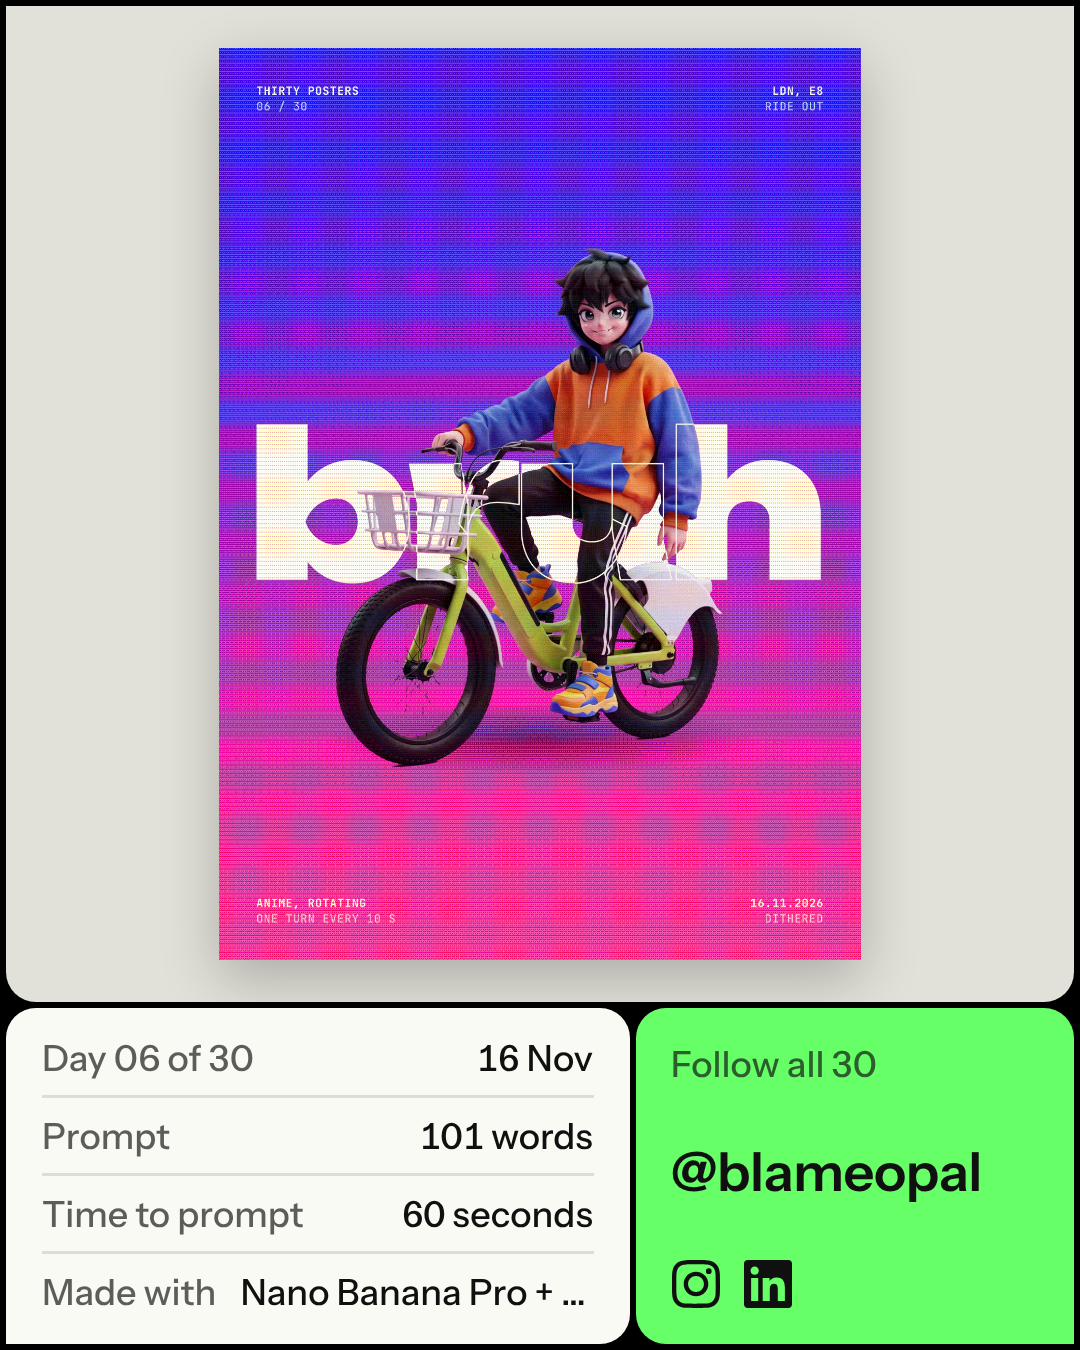 THIRTY POSTERS
06 / 30
LDN, E8
RIDE OUT
bruh
ANIME, ROTATING
ONE TURN EVERY 10 S
16.11.2026
DITHERED
Day 06 of 30 16 Nov
Prompt 101 words
Time to prompt 60 seconds
Made with Nano Banana Pro + ...
Follow all 30
@blameopal
in